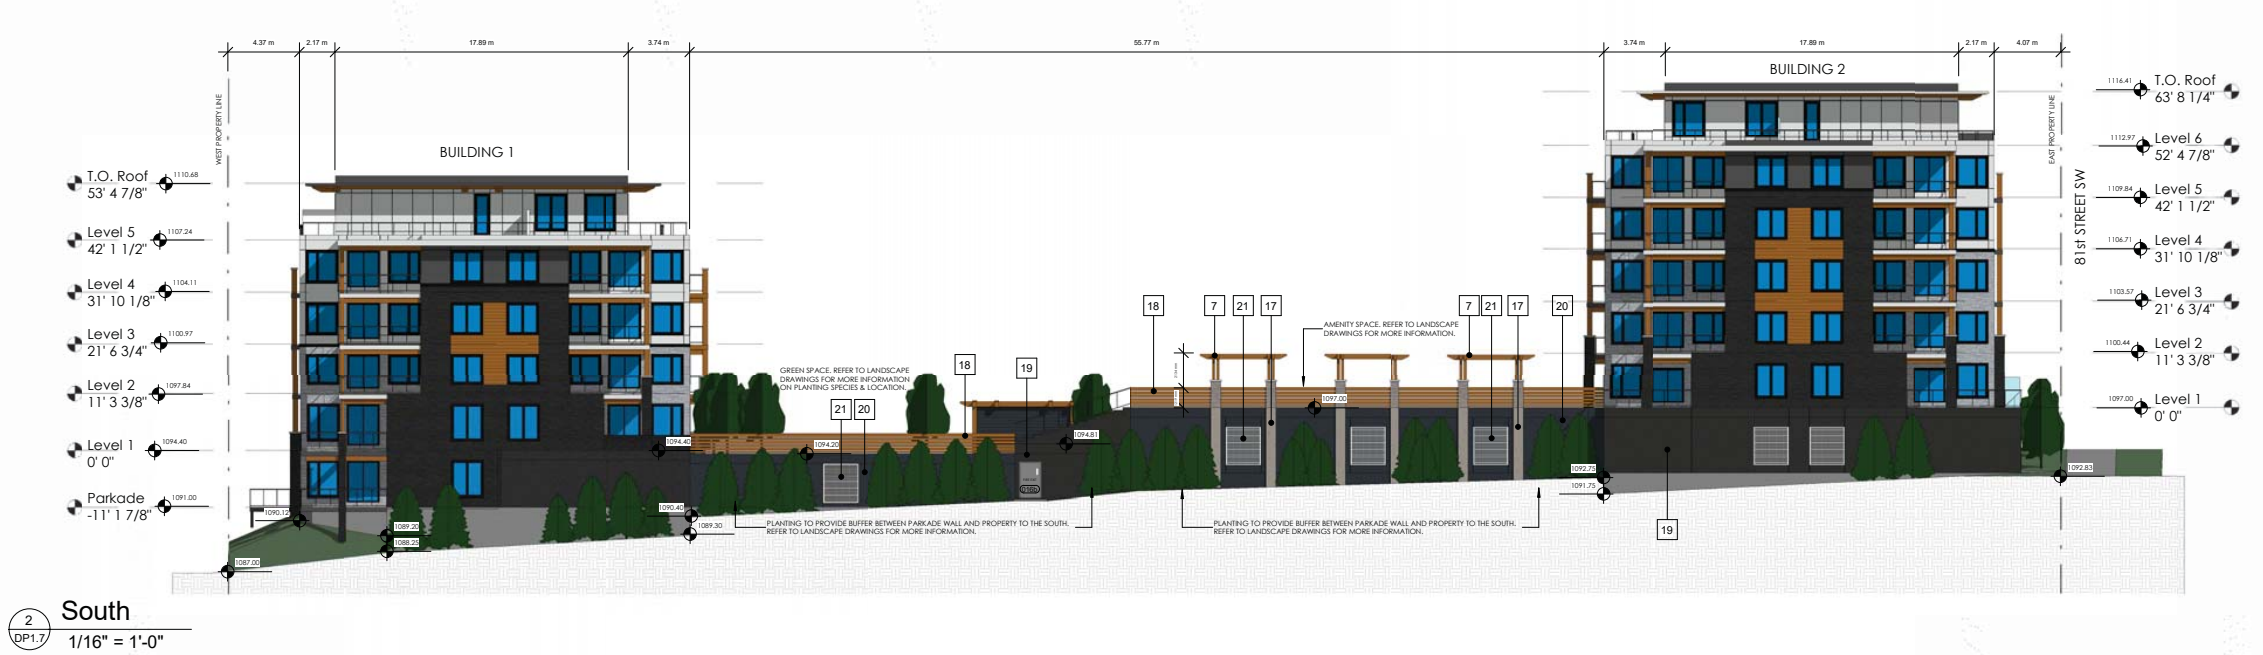 4.37 m
2.17 m
17.89 m
3.74 m
55.77 m
3.74 m
17.89 m
2.17 m
4.07 m
WEST PROPERTY LINE
BUILDING 1
BUILDING 2
EAST PROPERTY LINE
81st STREET SW
T.O. Roof
53' 4 7/8"
1110.68
Level 5
42' 1 1/2"
1107.24
Level 4
31' 10 1/8"
1104.11
Level 3
21' 6 3/4"
1100.97
Level 2
11' 3 3/8"
1097.84
Level 1
0' 0"
1094.40
Parkade
-11' 1 7/8"
1091.00
1116.41
T.O. Roof
63' 8 1/4"
1112.97
Level 6
52' 4 7/8"
1109.84
Level 5
42' 1 1/2"
1106.71
Level 4
31' 10 1/8"
1103.57
Level 3
21' 6 3/4"
1100.44
Level 2
11' 3 3/8"
1097.00
Level 1
0' 0"
18
7
21
17
7
21
17
20
AMENITY SPACE. REFER TO LANDSCAPE
DRAWINGS FOR MORE INFORMATION.
GREEN SPACE. REFER TO LANDSCAPE
DRAWINGS FOR MORE INFORMATION
ON PLANTING SPECIES & LOCATION.
18
19
21
20
1097.00
1094.40
1094.20
1094.81
1092.75
1091.75
1092.83
1090.12
1089.20
1088.25
1090.40
1089.30
1087.00
PLANTING TO PROVIDE BUFFER BETWEEN PARKADE WALL AND PROPERTY TO THE SOUTH.
REFER TO LANDSCAPE DRAWINGS FOR MORE INFORMATION.
PLANTING TO PROVIDE BUFFER BETWEEN PARKADE WALL AND PROPERTY TO THE SOUTH.
REFER TO LANDSCAPE DRAWINGS FOR MORE INFORMATION.
19
2
DP1.7
South
1/16" = 1'-0"